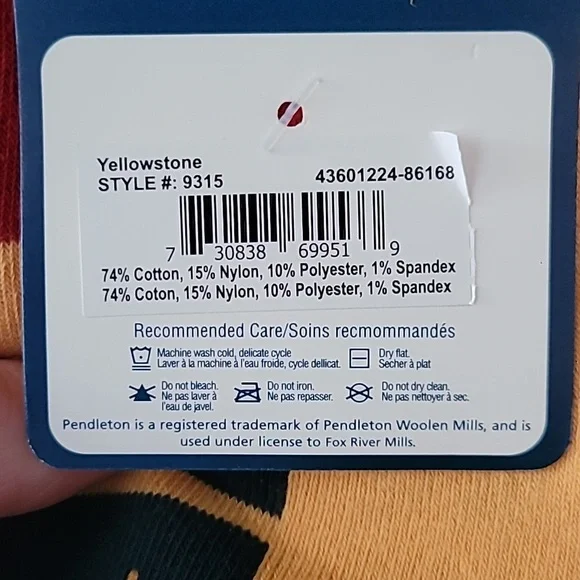 Yellowstone
STYLE #: 9315 43601224-86168
7 30838 69951 9
74% Cotton, 15% Nylon, 10% Polyester, 1% Spandex
74% Coton, 15% Nylon, 10% Polyester, 1% Spandex
Recommended Care/Soins recmommandés
Machine wash cold, delicate cycle
Laver à la machine à l'eau froide, cycle dellicat.
Dry flat.
Secher à plat
Do not bleach.
Ne pas laver à
l'eau de javel.
Do not iron.
Ne pas repasser.
Do not dry clean.
Ne pas nettoyer à sec.
Pendleton is a registered trademark of Pendleton Woolen Mills, and is
used under license to Fox River Mills.